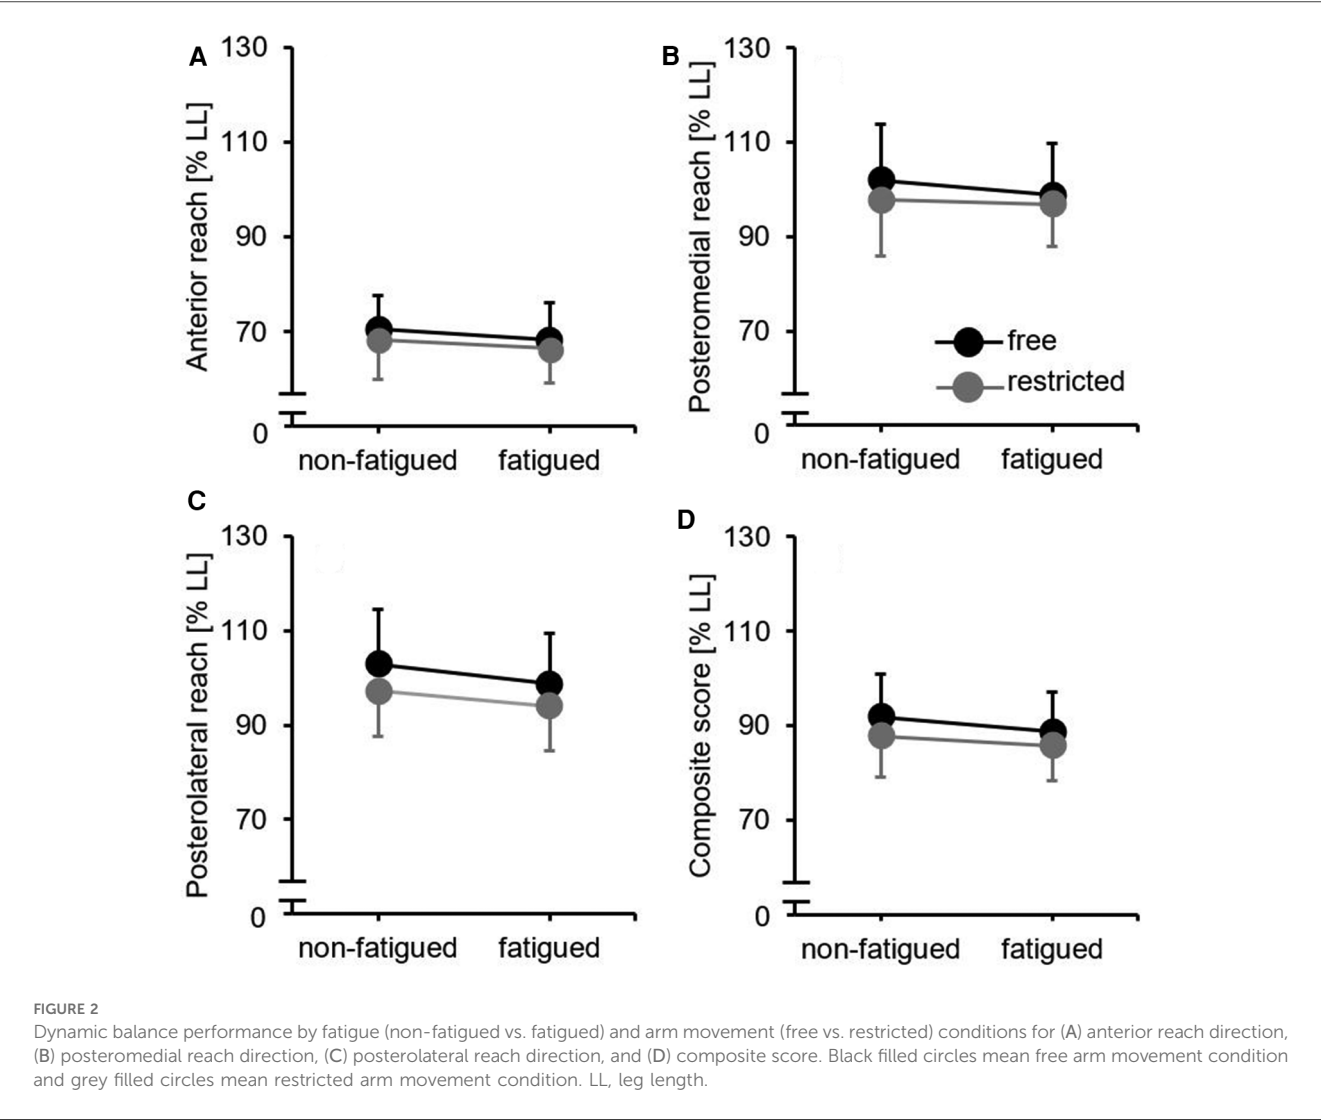 A
130
110
90
70
0
Anterior reach [% LL]
non-fatigued fatigued
B
130
110
90
70
0
Posteromedial reach [% LL]
free
restricted
non-fatigued fatigued
C
130
110
90
70
0
Posterolateral reach [% LL]
non-fatigued fatigued
D
130
110
90
70
0
Composite score [% LL]
non-fatigued fatigued
FIGURE 2
Dynamic balance performance by fatigue (non-fatigued vs. fatigued) and arm movement (free vs. restricted) conditions for (A) anterior reach direction,
(B) posteromedial reach direction, (C) posterolateral reach direction, and (D) composite score. Black filled circles mean free arm movement condition
and grey filled circles mean restricted arm movement condition. LL, leg length.